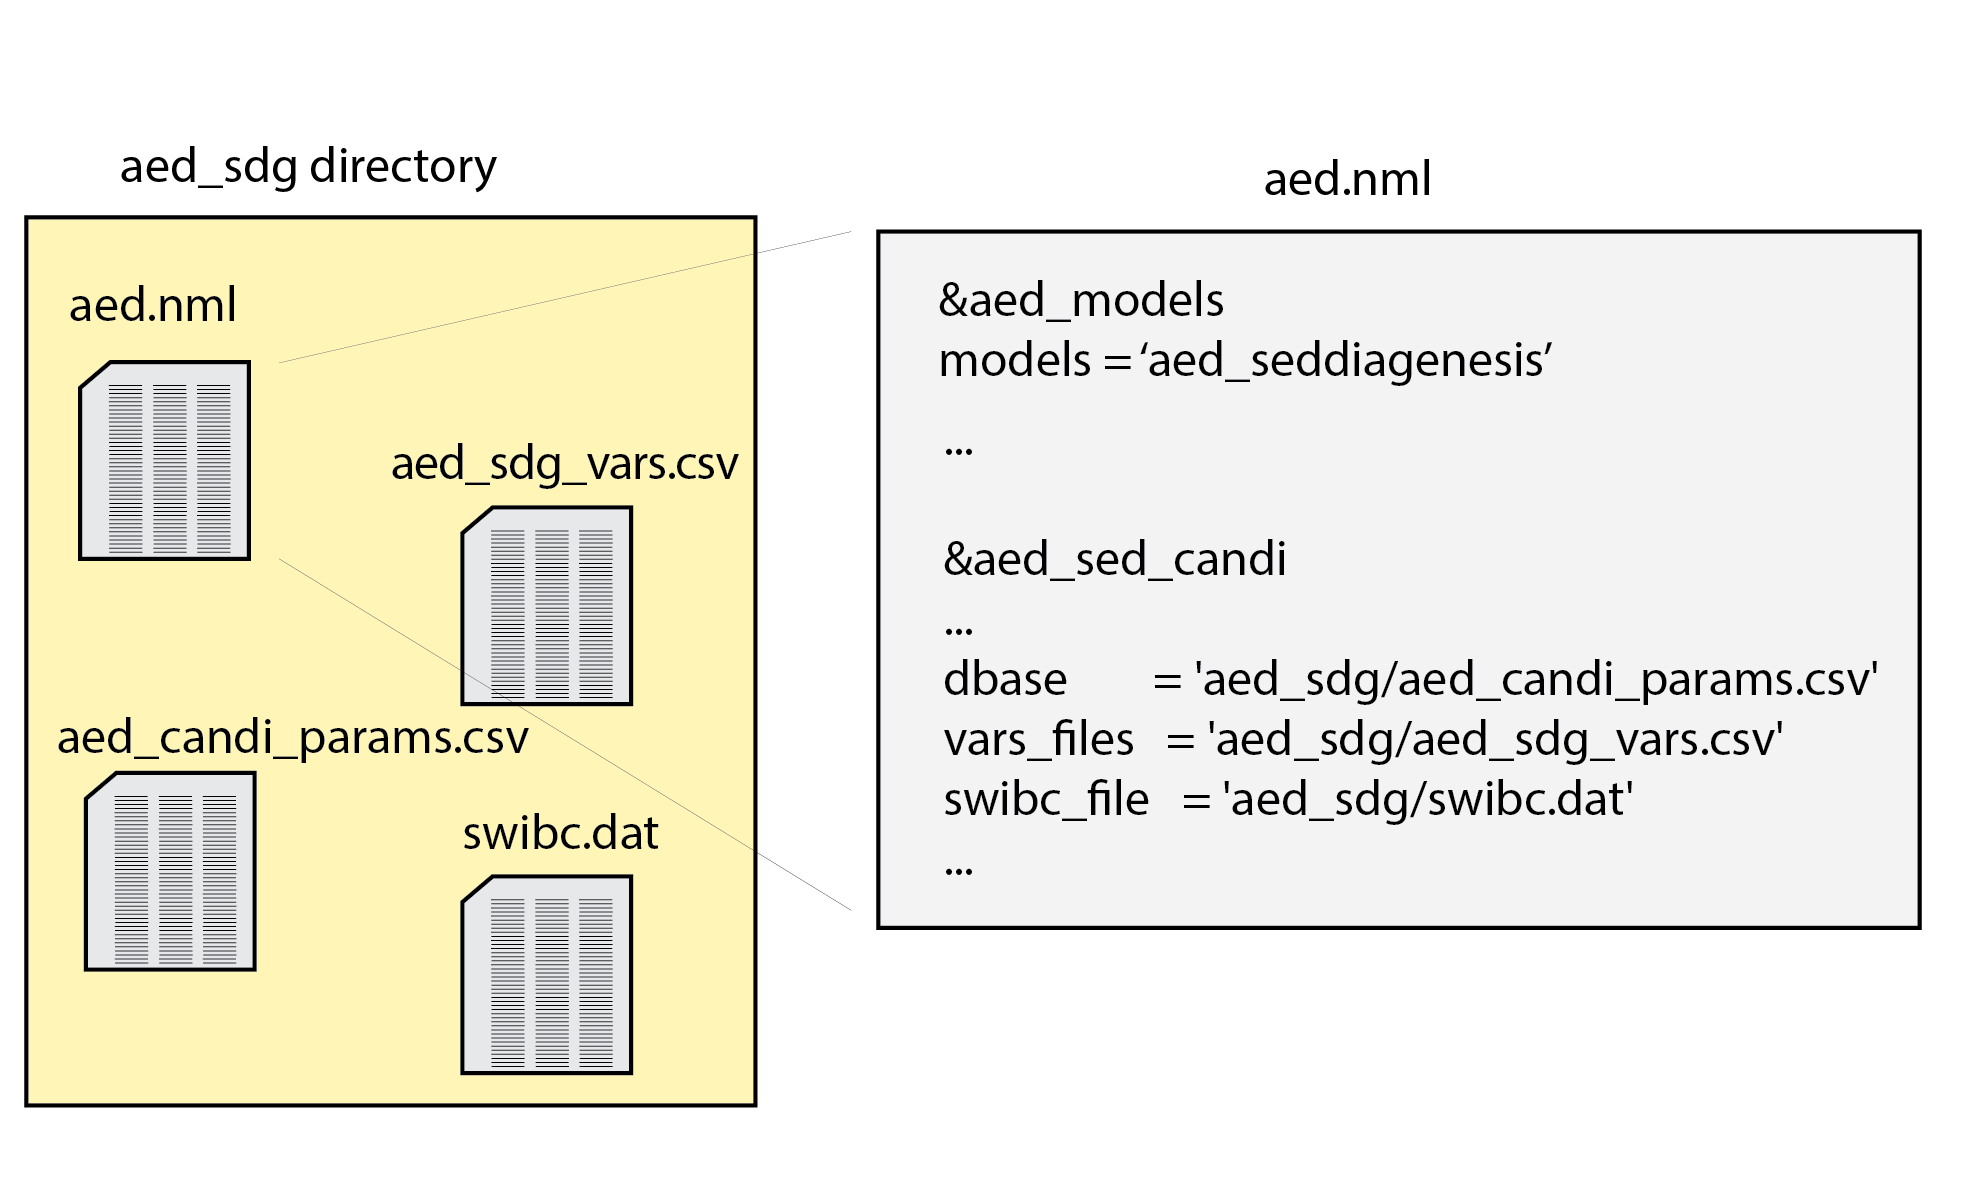 aed_sdg directory
aed.nml
aed_sdg_vars.csv
aed_candi_params.csv
swibc.dat
aed.nml
&aed_models
models = ‘aed_seddiagenesis’
...
&aed_sed_candi
...
dbase = 'aed_sdg/aed_candi_params.csv'
vars_files = 'aed_sdg/aed_sdg_vars.csv'
swibc_file = 'aed_sdg/swibc.dat'
...